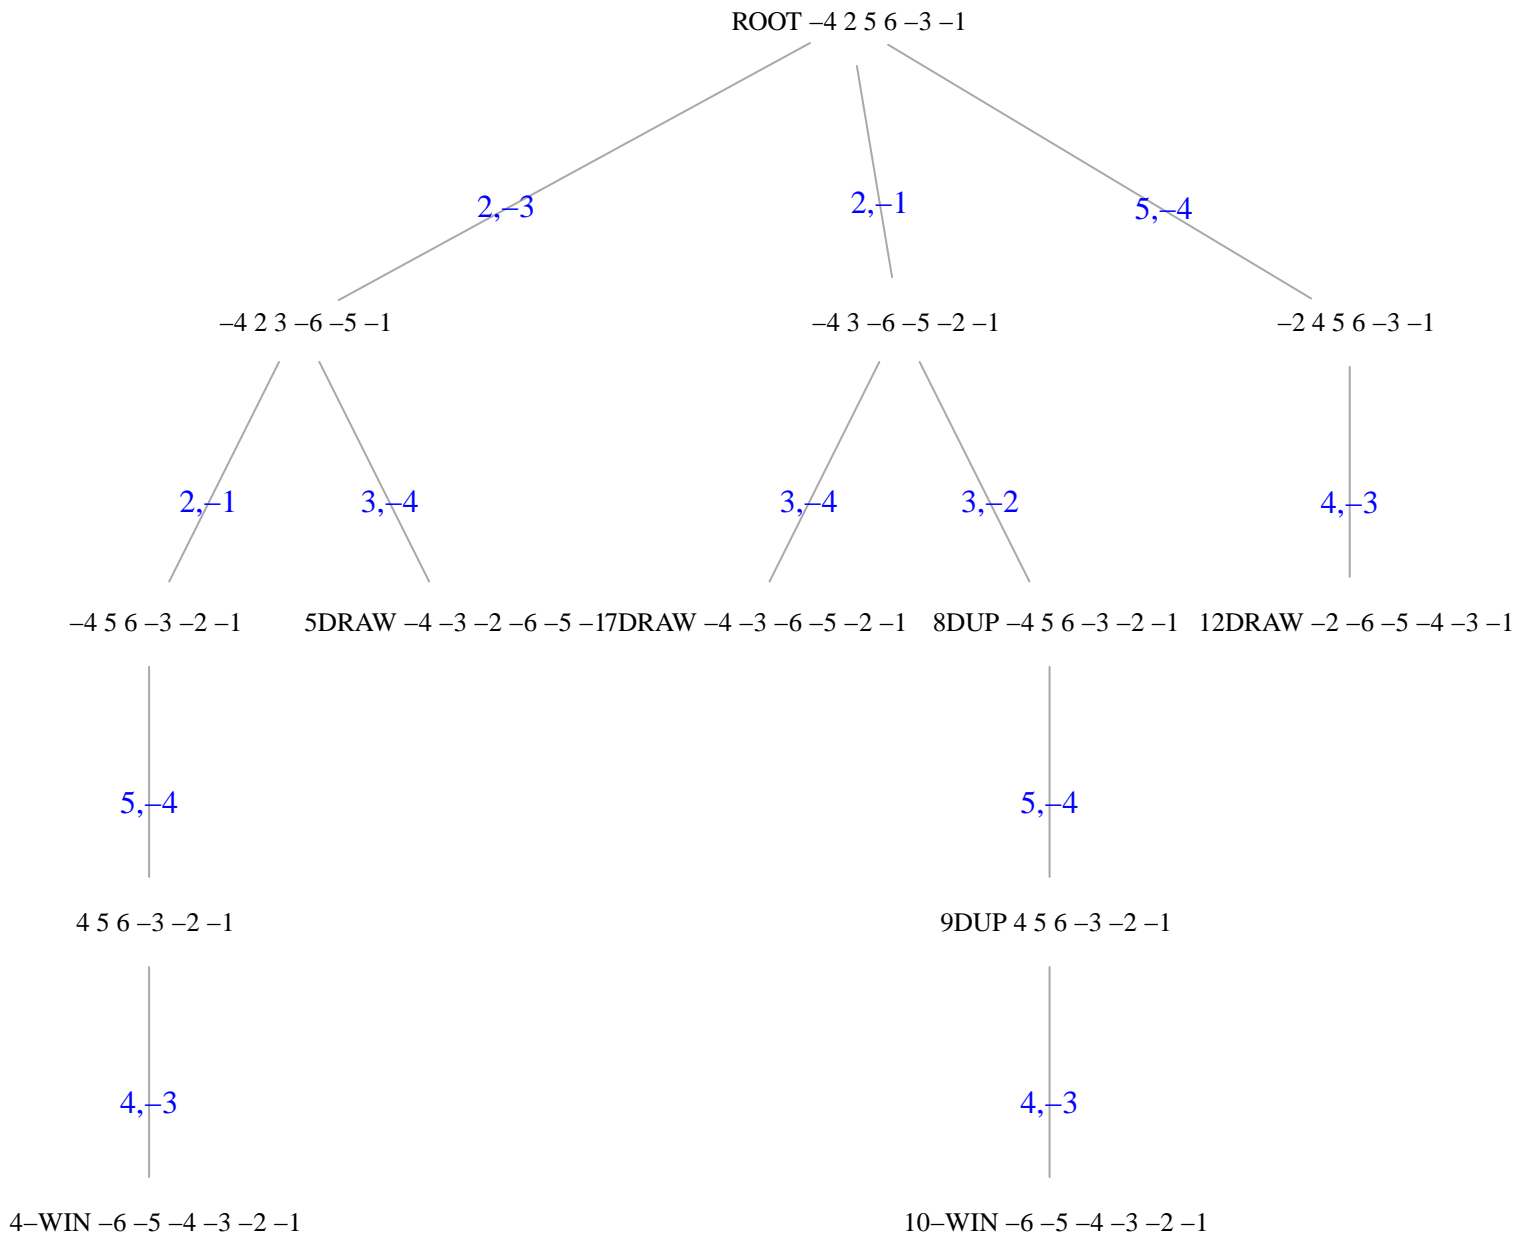 ROOT –4 2 5 6 –3 –1
2,–3
2,–1
5,–4
–4 2 3 –6 –5 –1
–4 3 –6 –5 –2 –1
–2 4 5 6 –3 –1
2,–1
3,–4
3,–4
3,–2
4,–3
–4 5 6 –3 –2 –1
5DRAW –4 –3 –2 –6 –5 –1
7DRAW –4 –3 –6 –5 –2 –1
8DUP –4 5 6 –3 –2 –1
12DRAW –2 –6 –5 –4 –3 –1
5,–4
5,–4
4 5 6 –3 –2 –1
9DUP 4 5 6 –3 –2 –1
4,–3
4,–3
4–WIN –6 –5 –4 –3 –2 –1
10–WIN –6 –5 –4 –3 –2 –1